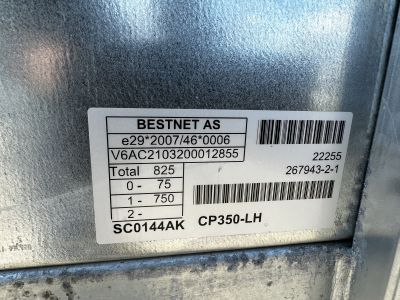 BESTNET AS
e29*2007/46*0006
V6AC2103200012855
Total 825
0- 75
1- 750
2-
SC0144AK CP350-LH
22255
267943-2-1